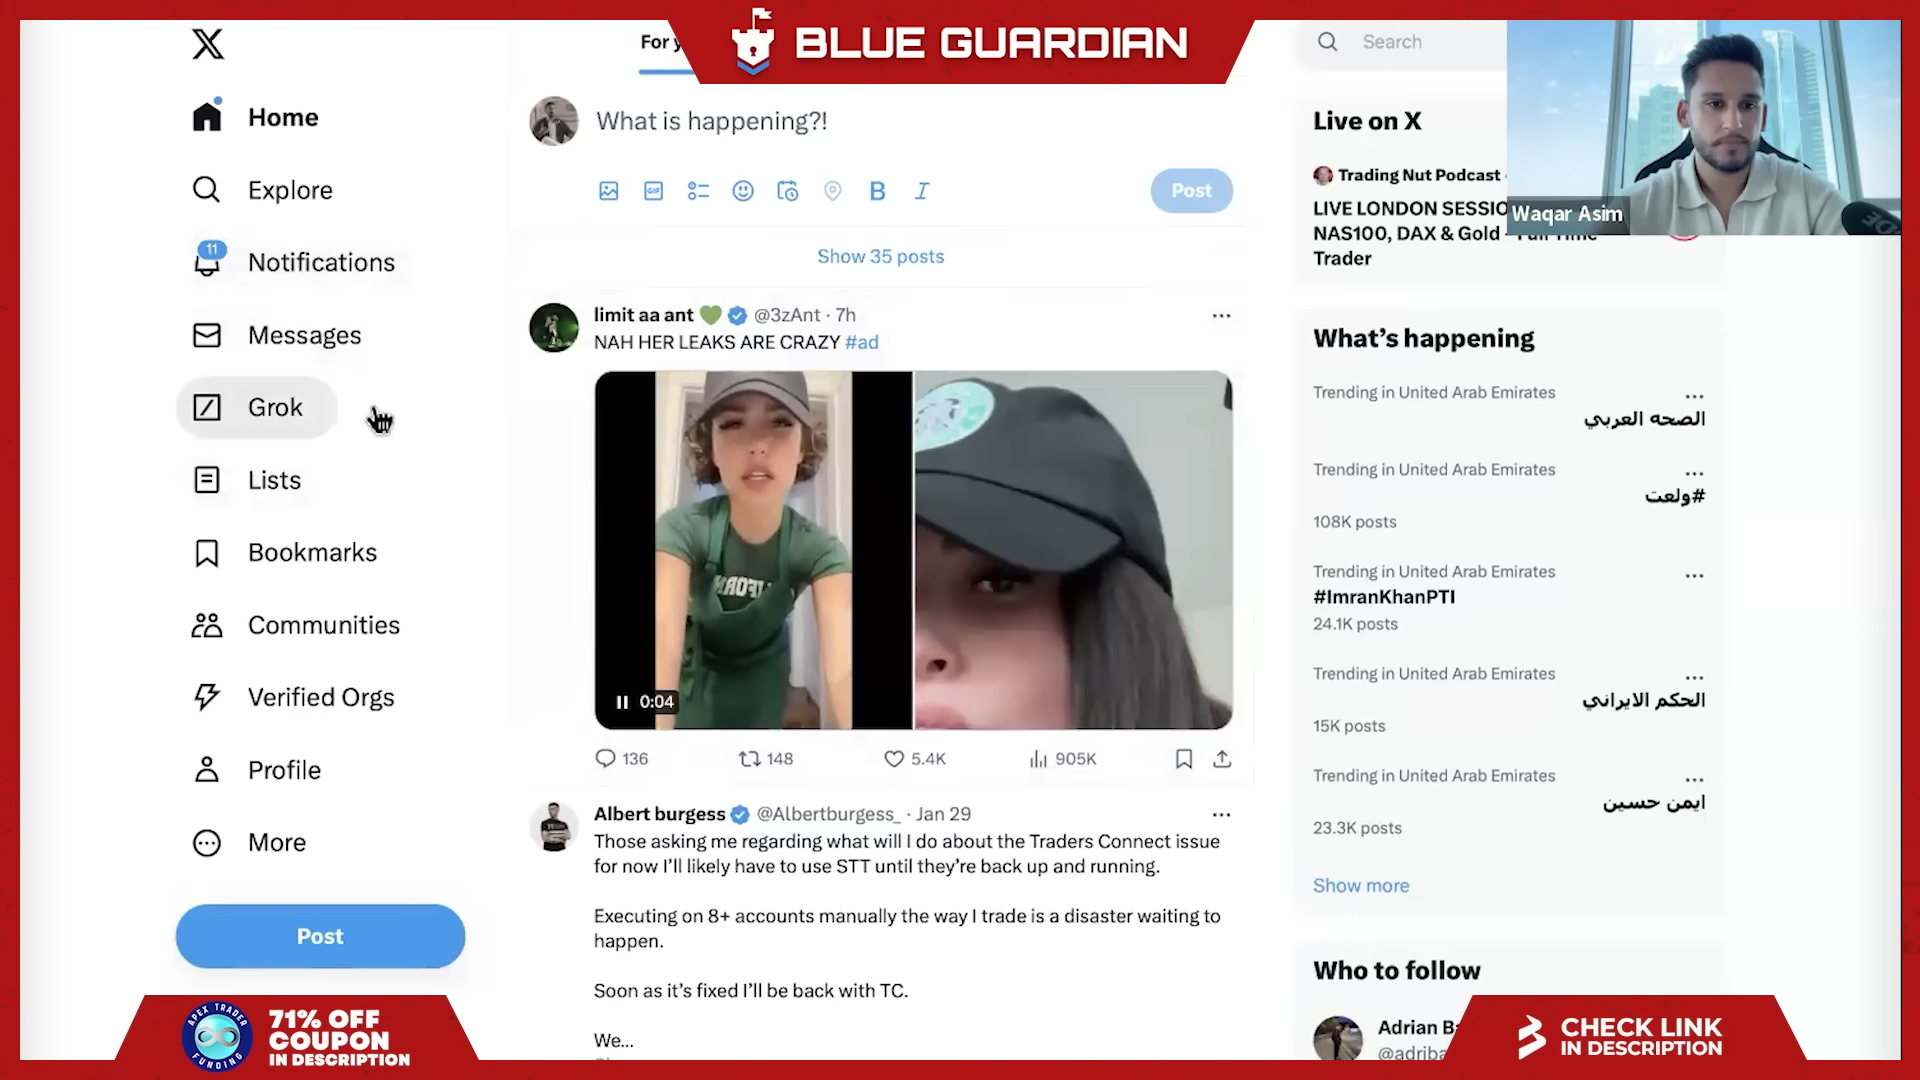 BLUE GUARDIAN
Home
Explore
11
Notifications
Messages
Grok
Lists
Bookmarks
Communities
Verified Orgs
Profile
More
Post
For
What is happening?!
GIF
B
I
Post
Show 35 posts
limit aa ant 💚 @3zAnt · 7h
NAH HER LEAKS ARE CRAZY #ad
0:04
136
148
5.4K
905K
Albert burgess @Albertburgess_ · Jan 29
Those asking me regarding what will I do about the Traders Connect issue
for now I'll likely have to use STT until they're back up and running.
Executing on 8+ accounts manually the way I trade is a disaster waiting to
happen.
Soon as it's fixed I'll be back with TC.
We...
Search
Live on X
Trading Nut Podcast
LIVE LONDON
NAS100, DAX & Gold - Full Time
Trader
Waqar Asim
What's happening
Trending in United Arab Emirates
الصحه العربي
Trending in United Arab Emirates
#ولعت
108K posts
Trending in United Arab Emirates
#ImranKhanPTI
24.1K posts
Trending in United Arab Emirates
الحكم الايراني
15K posts
Trending in United Arab Emirates
ايمن حسين
23.3K posts
Show more
Who to follow
Adrian
APEX TRADER
FUNDING
71% OFF
COUPON
IN DESCRIPTION
CHECK LINK
IN DESCRIPTION